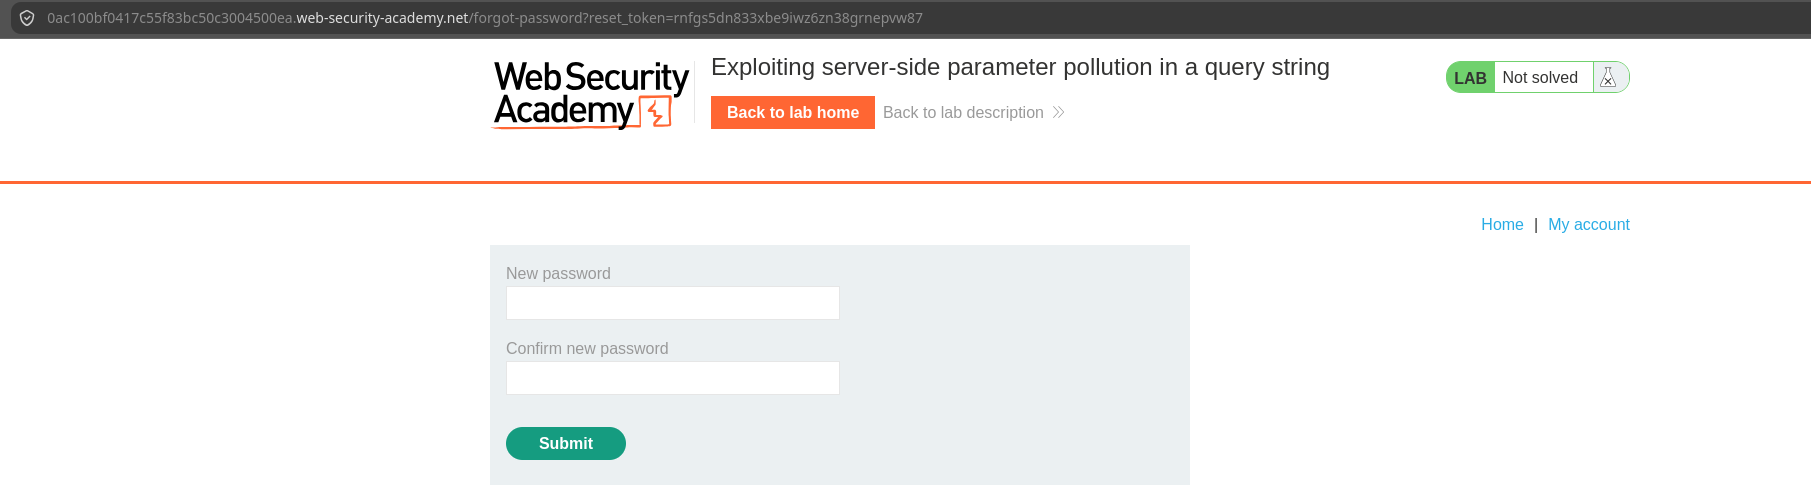 0ac100bf0417c55f83bc50c3004500ea.web-security-academy.net/forgot-password?reset_token=rnfgs5dn833xbe9iwz6zn38grnepvw87
Web Security
Academy
Exploiting server-side parameter pollution in a query string
LAB Not solved
Back to lab home Back to lab description
Home | My account
New password
Confirm new password
Submit